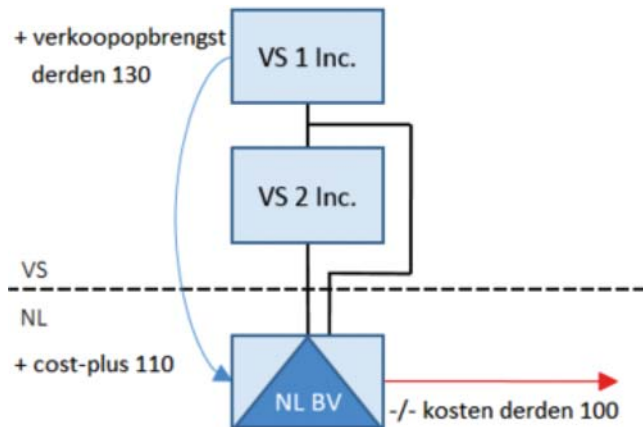 + verkoopopbrengst
derden 130
VS 1 Inc.
VS 2 Inc.
VS
NL
+ cost-plus 110
NL BV
-/- kosten derden 100